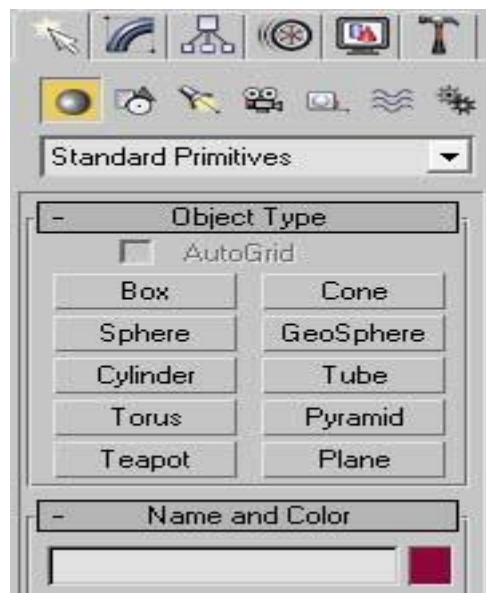 Standard Primitives
- Object Type
AutoGrid
Box Cone
Sphere GeoSphere
Cylinder Tube
Torus Pyramid
Teapot Plane
- Name and Color